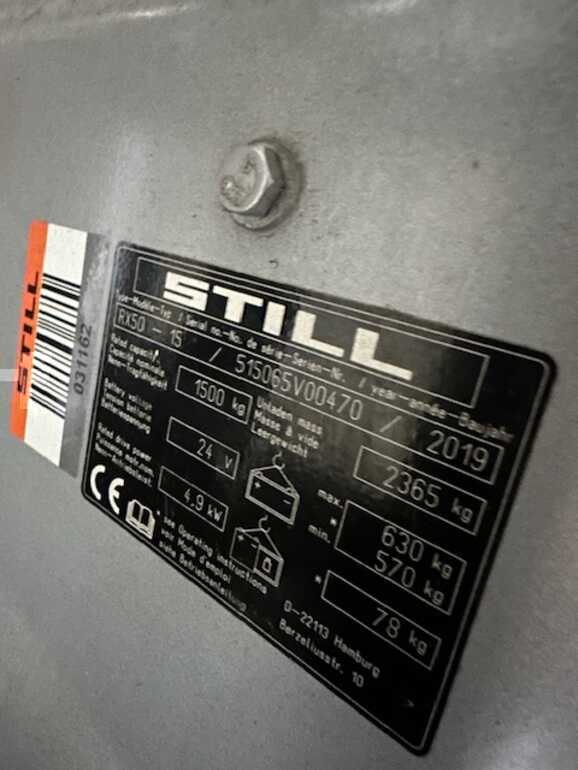 STILL
031162
STILL
Type-Modèle-Typ / Serial no.-No. de série-Serien-Nr. / year-année-Baujahr
RX50 - 15 / 515065V00470 / 2019
Rated capacity
Capacité nominale
Nenn-Tragfähigkeit
1500 kg
Unladen mass
Masse à vide
Leergewicht
2365 kg
Battery voltage
Tension batterie
Batteriespannung
24 V
max.
* 630 kg
min. 570 kg
Rated drive power
Puissance motr.nom.
Nenn-Antriebsleist.
4,9 kW
* 78 kg
CE
* see Operating instructions
voir Mode d'emploi
siehe Betriebsanleitung
D-22113 Hamburg
Berzeliusstr. 10